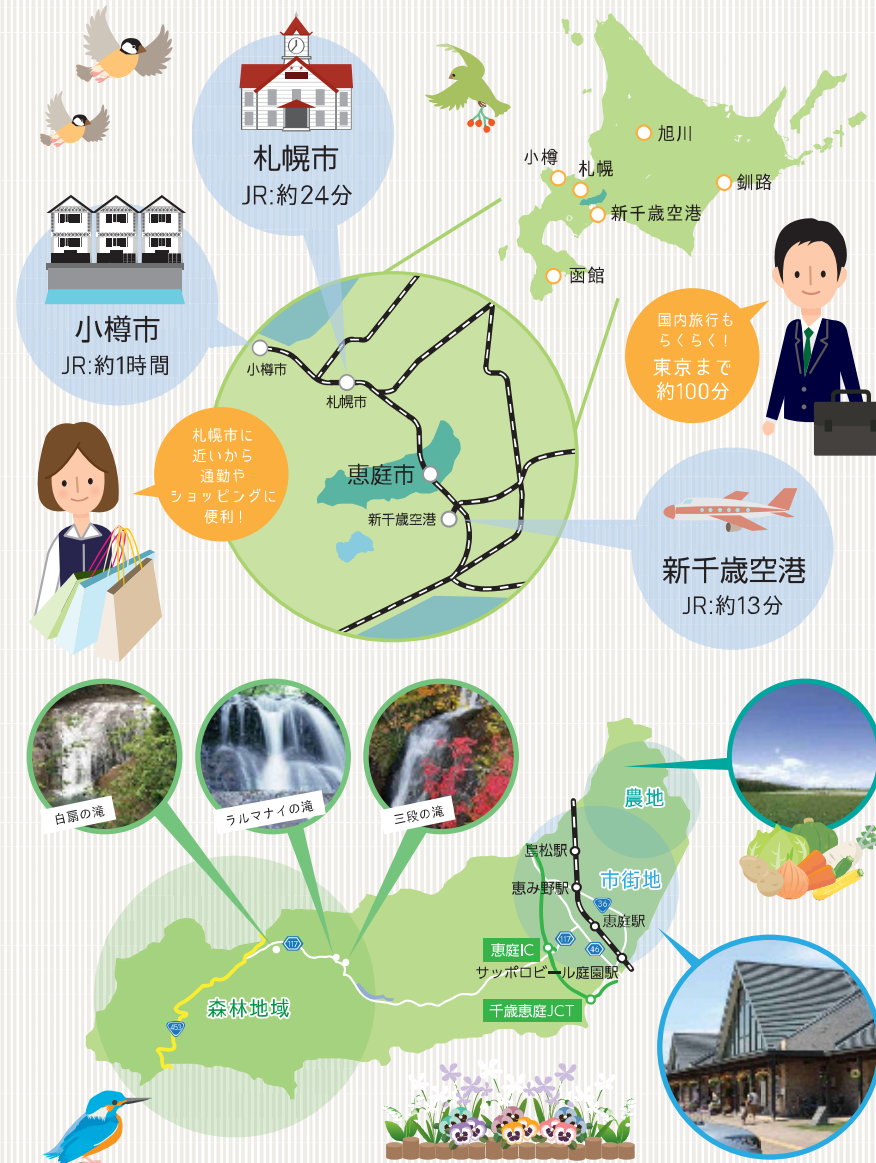 札幌市
JR:約24分
小樽市
JR:約1時間
旭川
小樽
札幌
釧路
新千歳空港
函館
国内旅行も
らくらく!
東京まで
約100分
小樽市
札幌市
恵庭市
新千歳空港
札幌市に
近いから
通勤や
ショッピングに
便利!
新千歳空港
JR:約13分
白扇の滝
ラルマナイの滝
三段の滝
農地
島松駅
市街地
恵み野駅
36
恵庭駅
117
117
46
恵庭IC
サッポロビール庭園駅
森林地域
千歳恵庭JCT
453